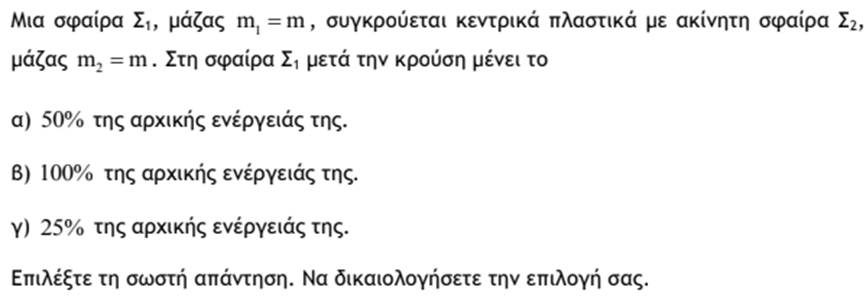 Μια σφαίρα Σ₁, μάζας m₁ = m , συγκρούεται κεντρικά πλαστικά με ακίνητη σφαίρα Σ₂,
μάζας m₂ = m . Στη σφαίρα Σ₁ μετά την κρούση μένει το
α) 50% της αρχικής ενέργειάς της.
β) 100% της αρχικής ενέργειάς της.
γ) 25% της αρχικής ενέργειάς της.
Επιλέξτε τη σωστή απάντηση. Να δικαιολογήσετε την επιλογή σας.